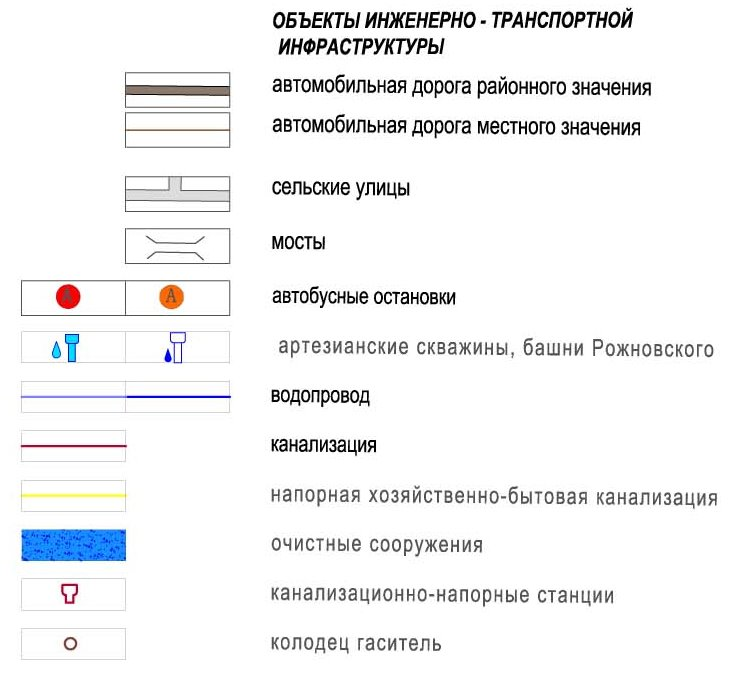 ОБЪЕКТЫ ИНЖЕНЕРНО - ТРАНСПОРТНОЙ
ИНФРАСТРУКТУРЫ
автомобильная дорога районного значения
автомобильная дорога местного значения
сельские улицы
мосты
А А автобусные остановки
артезианские скважины, башни Рожновского
водопровод
канализация
напорная хозяйственно-бытовая канализация
очистные сооружения
канализационно-напорные станции
колодец гаситель